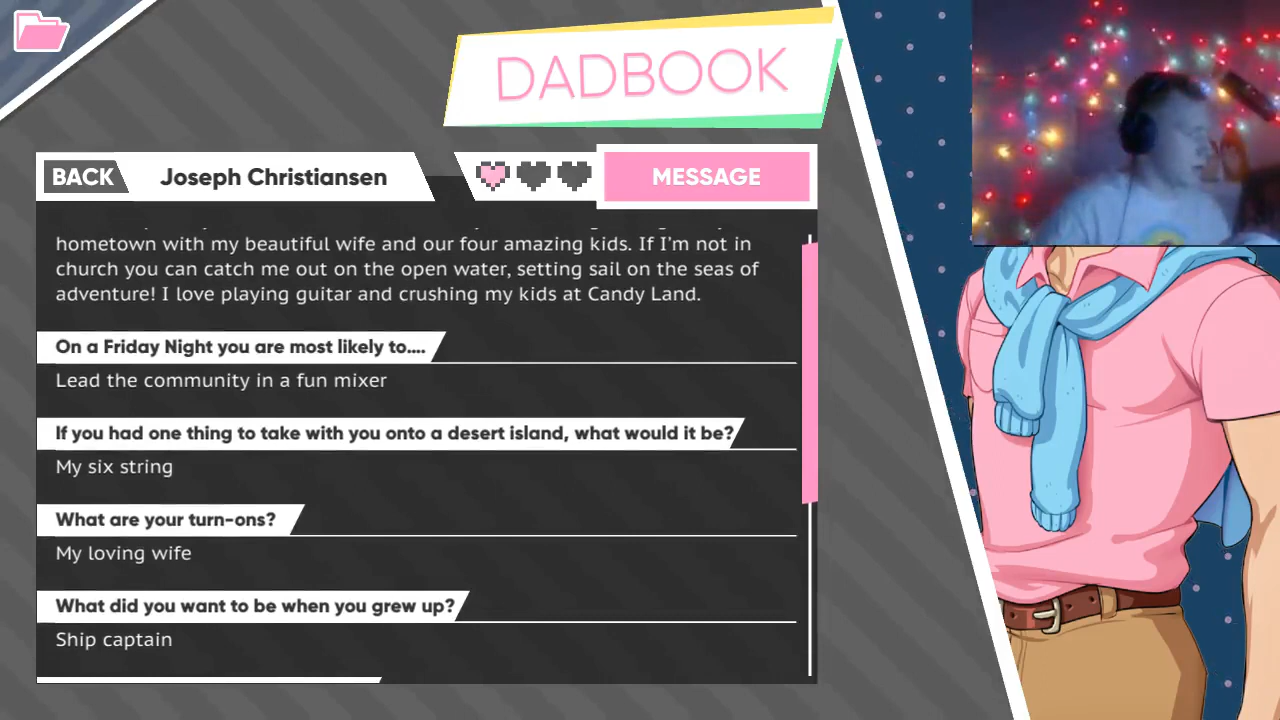 DADBOOK
BACK
Joseph Christiansen
MESSAGE
hometown with my beautiful wife and our four amazing kids. If I'm not in
church you can catch me out on the open water, setting sail on the seas of
adventure! I love playing guitar and crushing my kids at Candy Land.
On a Friday Night you are most likely to....
Lead the community in a fun mixer
If you had one thing to take with you onto a desert island, what would it be?
My six string
What are your turn-ons?
My loving wife
What did you want to be when you grew up?
Ship captain